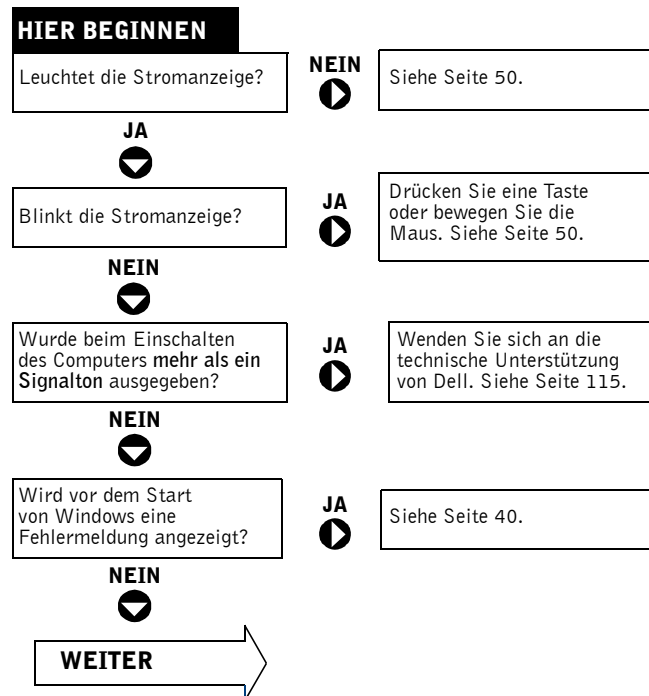 HIER BEGINNEN
Leuchtet die Stromanzeige?
NEIN
Siehe Seite 50.
JA
Blinkt die Stromanzeige?
JA
Drücken Sie eine Taste
oder bewegen Sie die
Maus. Siehe Seite 50.
NEIN
Wurde beim Einschalten
des Computers mehr als ein
Signalton ausgegeben?
JA
Wenden Sie sich an die
technische Unterstützung
von Dell. Siehe Seite 115.
NEIN
Wird vor dem Start
von Windows eine
Fehlermeldung angezeigt?
JA
Siehe Seite 40.
NEIN
WEITER